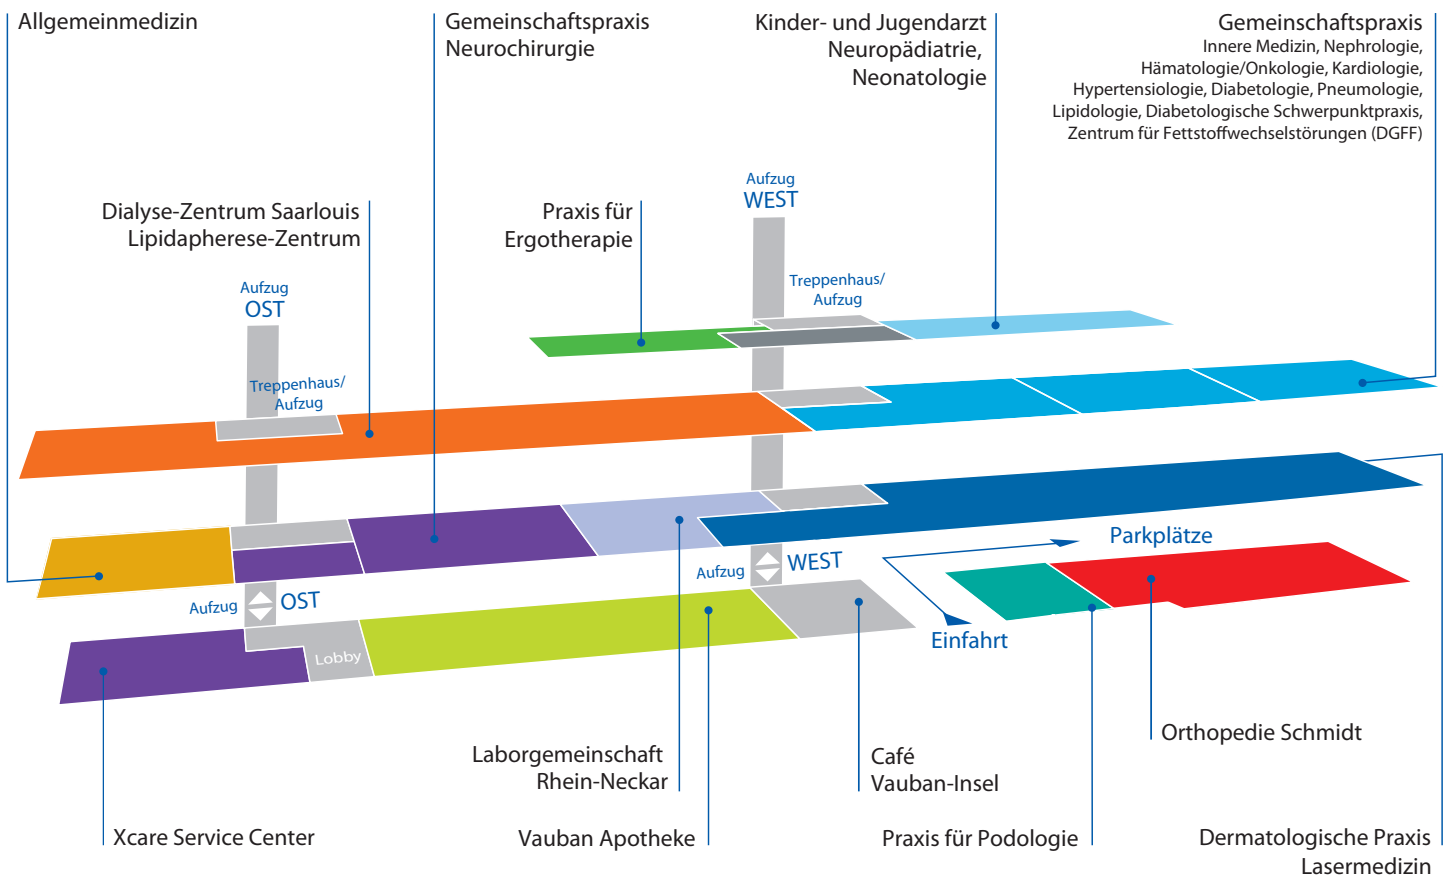 Allgemeinmedizin
Gemeinschaftspraxis
Neurochirurgie
Kinder- und Jugendarzt
Neuropädiatrie,
Neonatologie
Gemeinschaftspraxis
Innere Medizin, Nephrologie,
Hämatologie/Onkologie, Kardiologie,
Hypertensiologie, Diabetologie, Pneumologie,
Lipidologie, Diabetologische Schwerpunktpraxis,
Zentrum für Fettstoffwechselstörungen (DGFF)
Dialyse-Zentrum Saarlouis
Lipidapherese-Zentrum
Praxis für
Ergotherapie
Aufzug
WEST
Treppenhaus/
Aufzug
Aufzug
OST
Treppenhaus/
Aufzug
Parkplätze
Aufzug
WEST
Aufzug
OST
Einfahrt
Lobby
Laborgemeinschaft
Rhein-Neckar
Café
Vauban-Insel
Orthopedie Schmidt
Xcare Service Center
Vauban Apotheke
Praxis für Podologie
Dermatologische Praxis
Lasermedizin